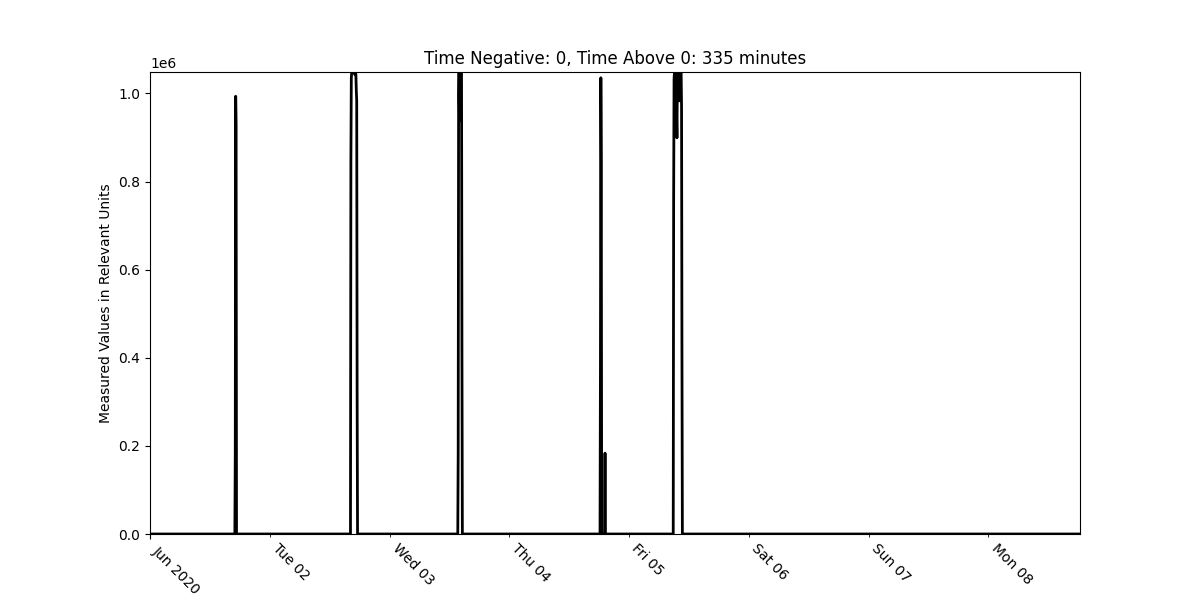 Time Negative: 0, Time Above 0: 335 minutes
1e6
1.0
0.8
0.6
0.4
0.2
0.0
Measured Values in Relevant Units
Jun 2020
Tue 02
Wed 03
Thu 04
Fri 05
Sat 06
Sun 07
Mon 08